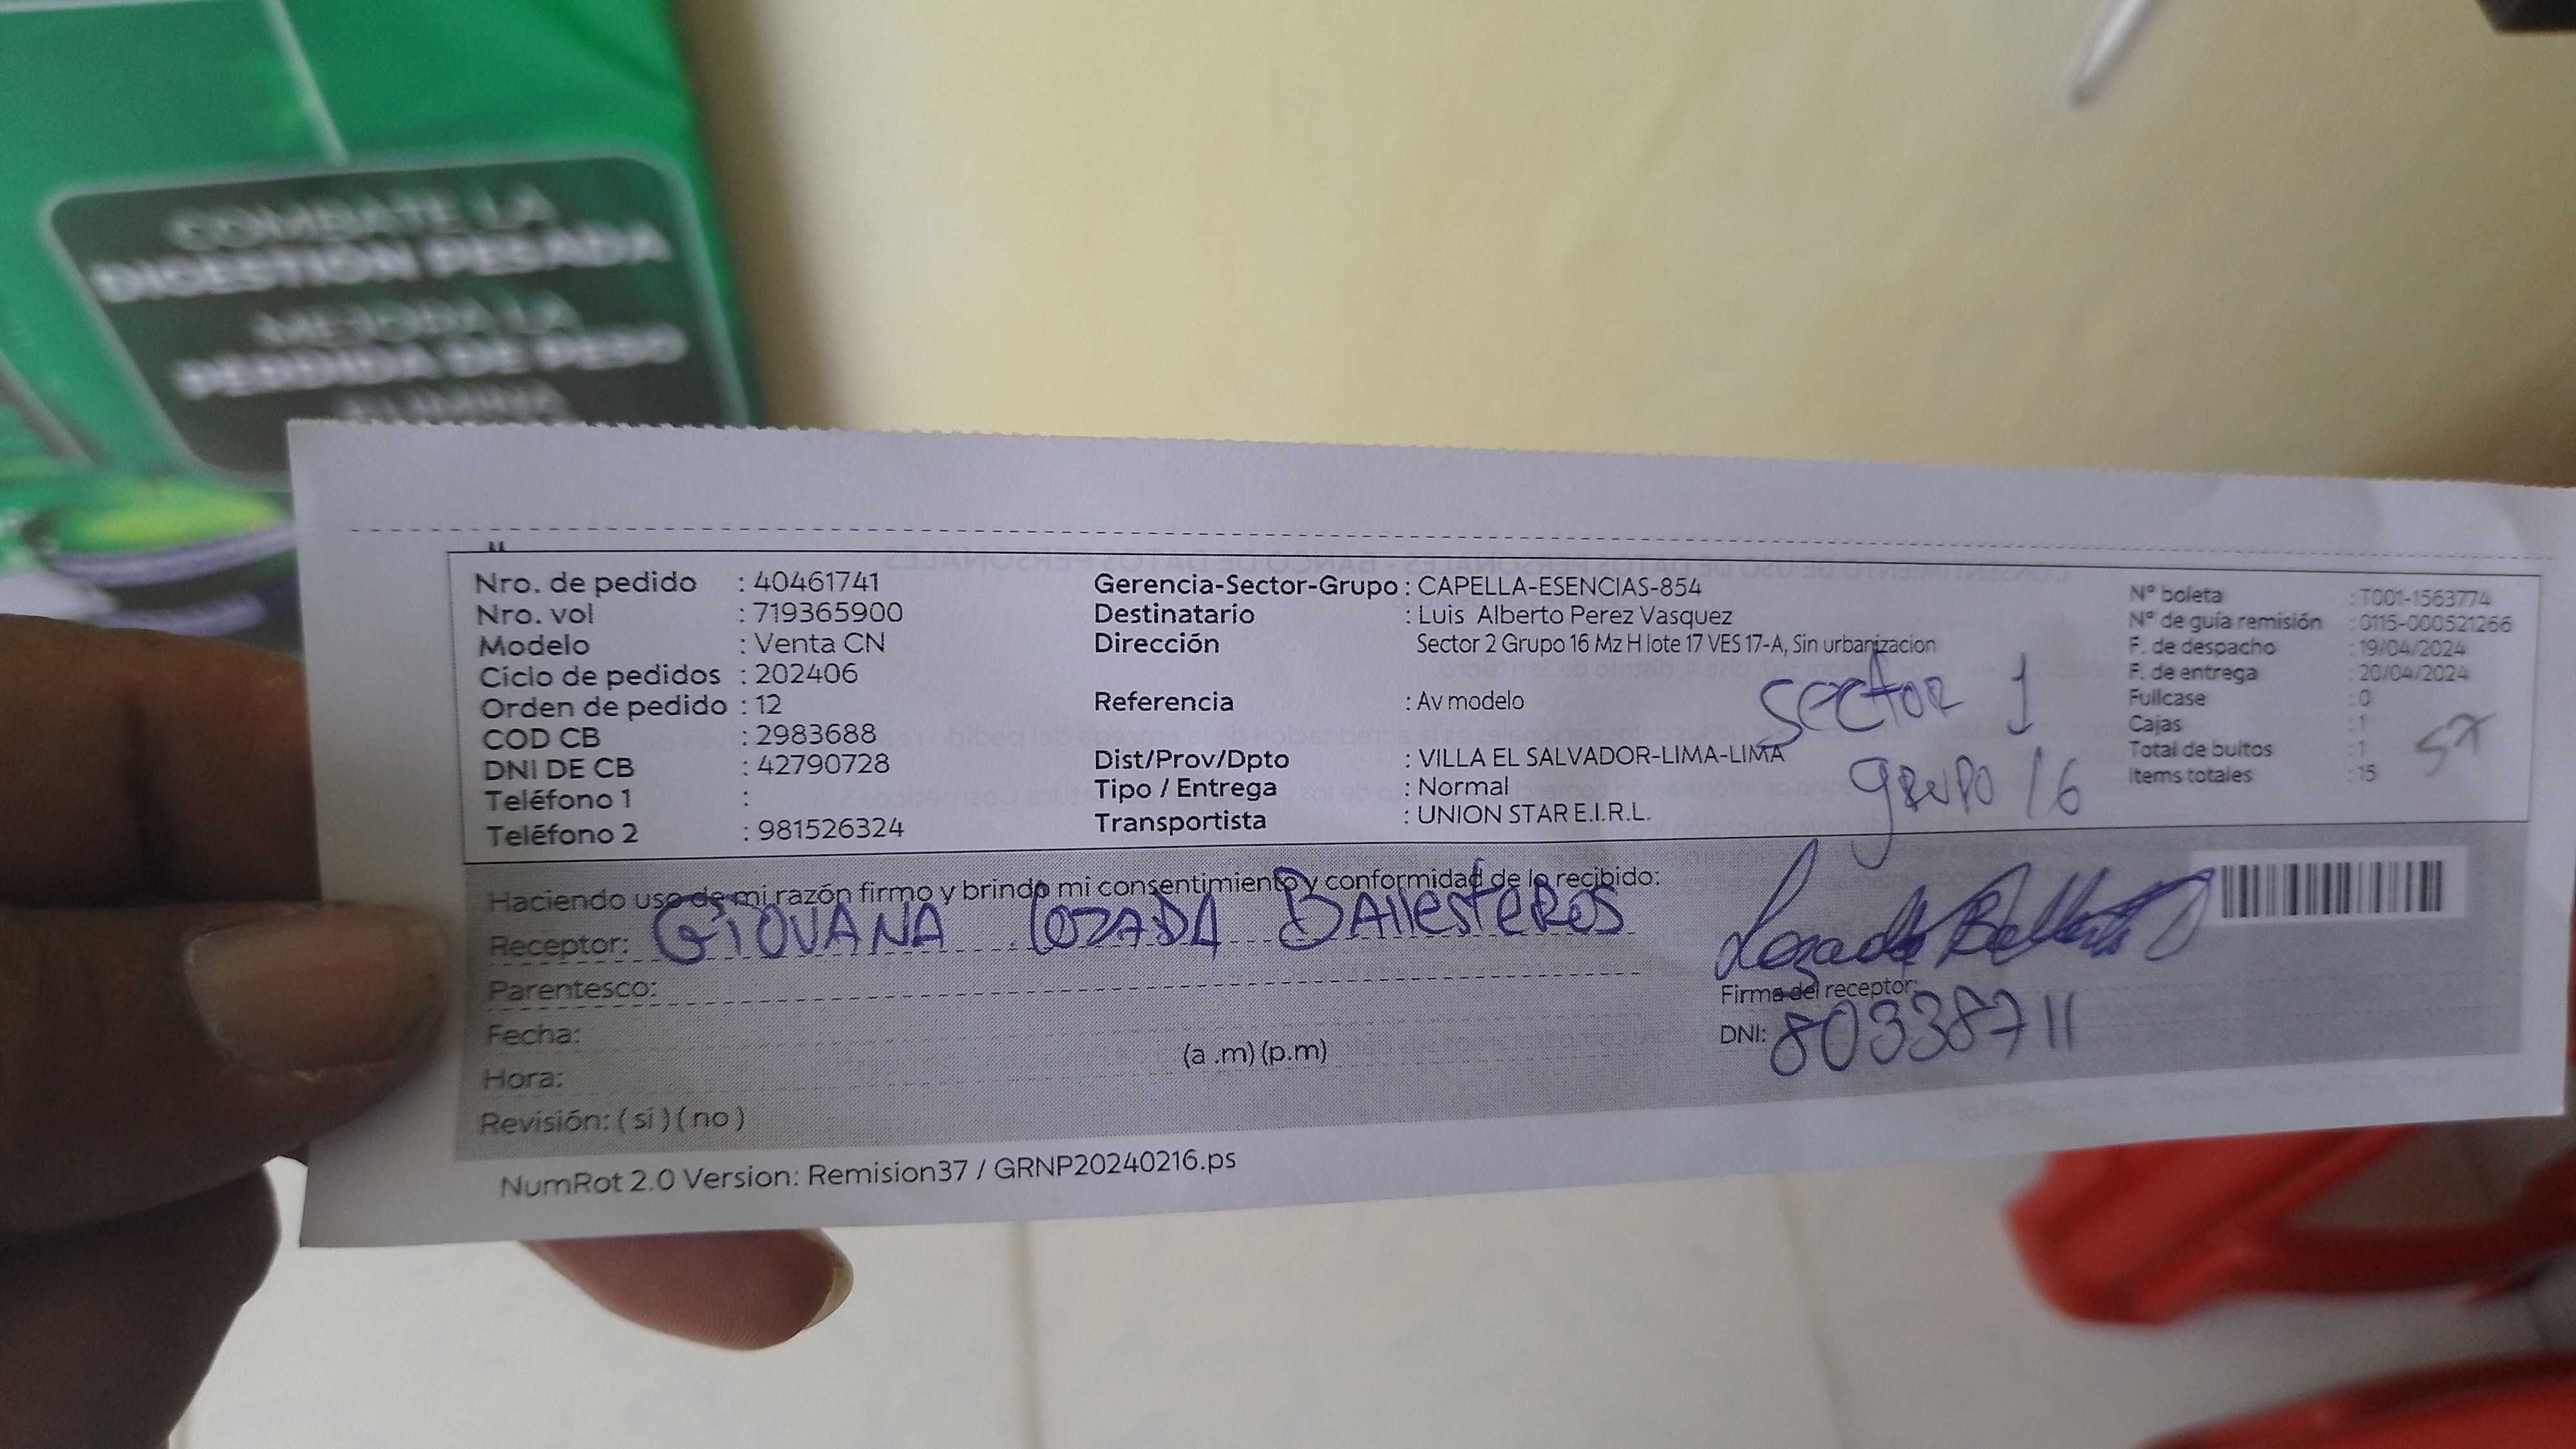 COMBATE LA
DIGESTIÓN PESADA
MEJORA LA
PÉRDIDA DE PESO
ELIMINA
Nro. de pedido : 40461741
Nro. vol : 719365900
Modelo : Venta CN
Ciclo de pedidos : 202406
Orden de pedido : 12
COD CB : 2983688
DNI DE CB : 42790728
Teléfono 1 :
Teléfono 2 : 981526324
Gerencia-Sector-Grupo : CAPELLA-ESENCIAS-854
Destinatario : Luis Alberto Perez Vasquez
Dirección Sector 2 Grupo 16 Mz H lote 17 VES 17-A, Sin urbanizacion
Referencia : Av modelo
Dist/Prov/Dpto : VILLA EL SALVADOR-LIMA-LIMA
Tipo / Entrega : Normal
Transportista : UNION STAR E.I.R.L.
Sector 1
grupo 16
N° boleta : T001-1563774
N° de guía remisión : 0115-000521266
F. de despacho : 19/04/2024
F. de entrega : 20/04/2024
Fullcase : 0
Cajas : 1
Total de bultos : 1
Items totales : 15
Haciendo uso de mi razón firmo y brindo mi consentimiento y conformidad de lo recibido:
Receptor: GIOVANA LOZADA BAllesteRos
Parentesco:
Fecha:
Hora: (a .m) (p.m)
Revisión: ( si ) ( no )
Firma del receptor:
DNI: 80338711
NumRot 2.0 Version: Remision37 / GRNP20240216.ps